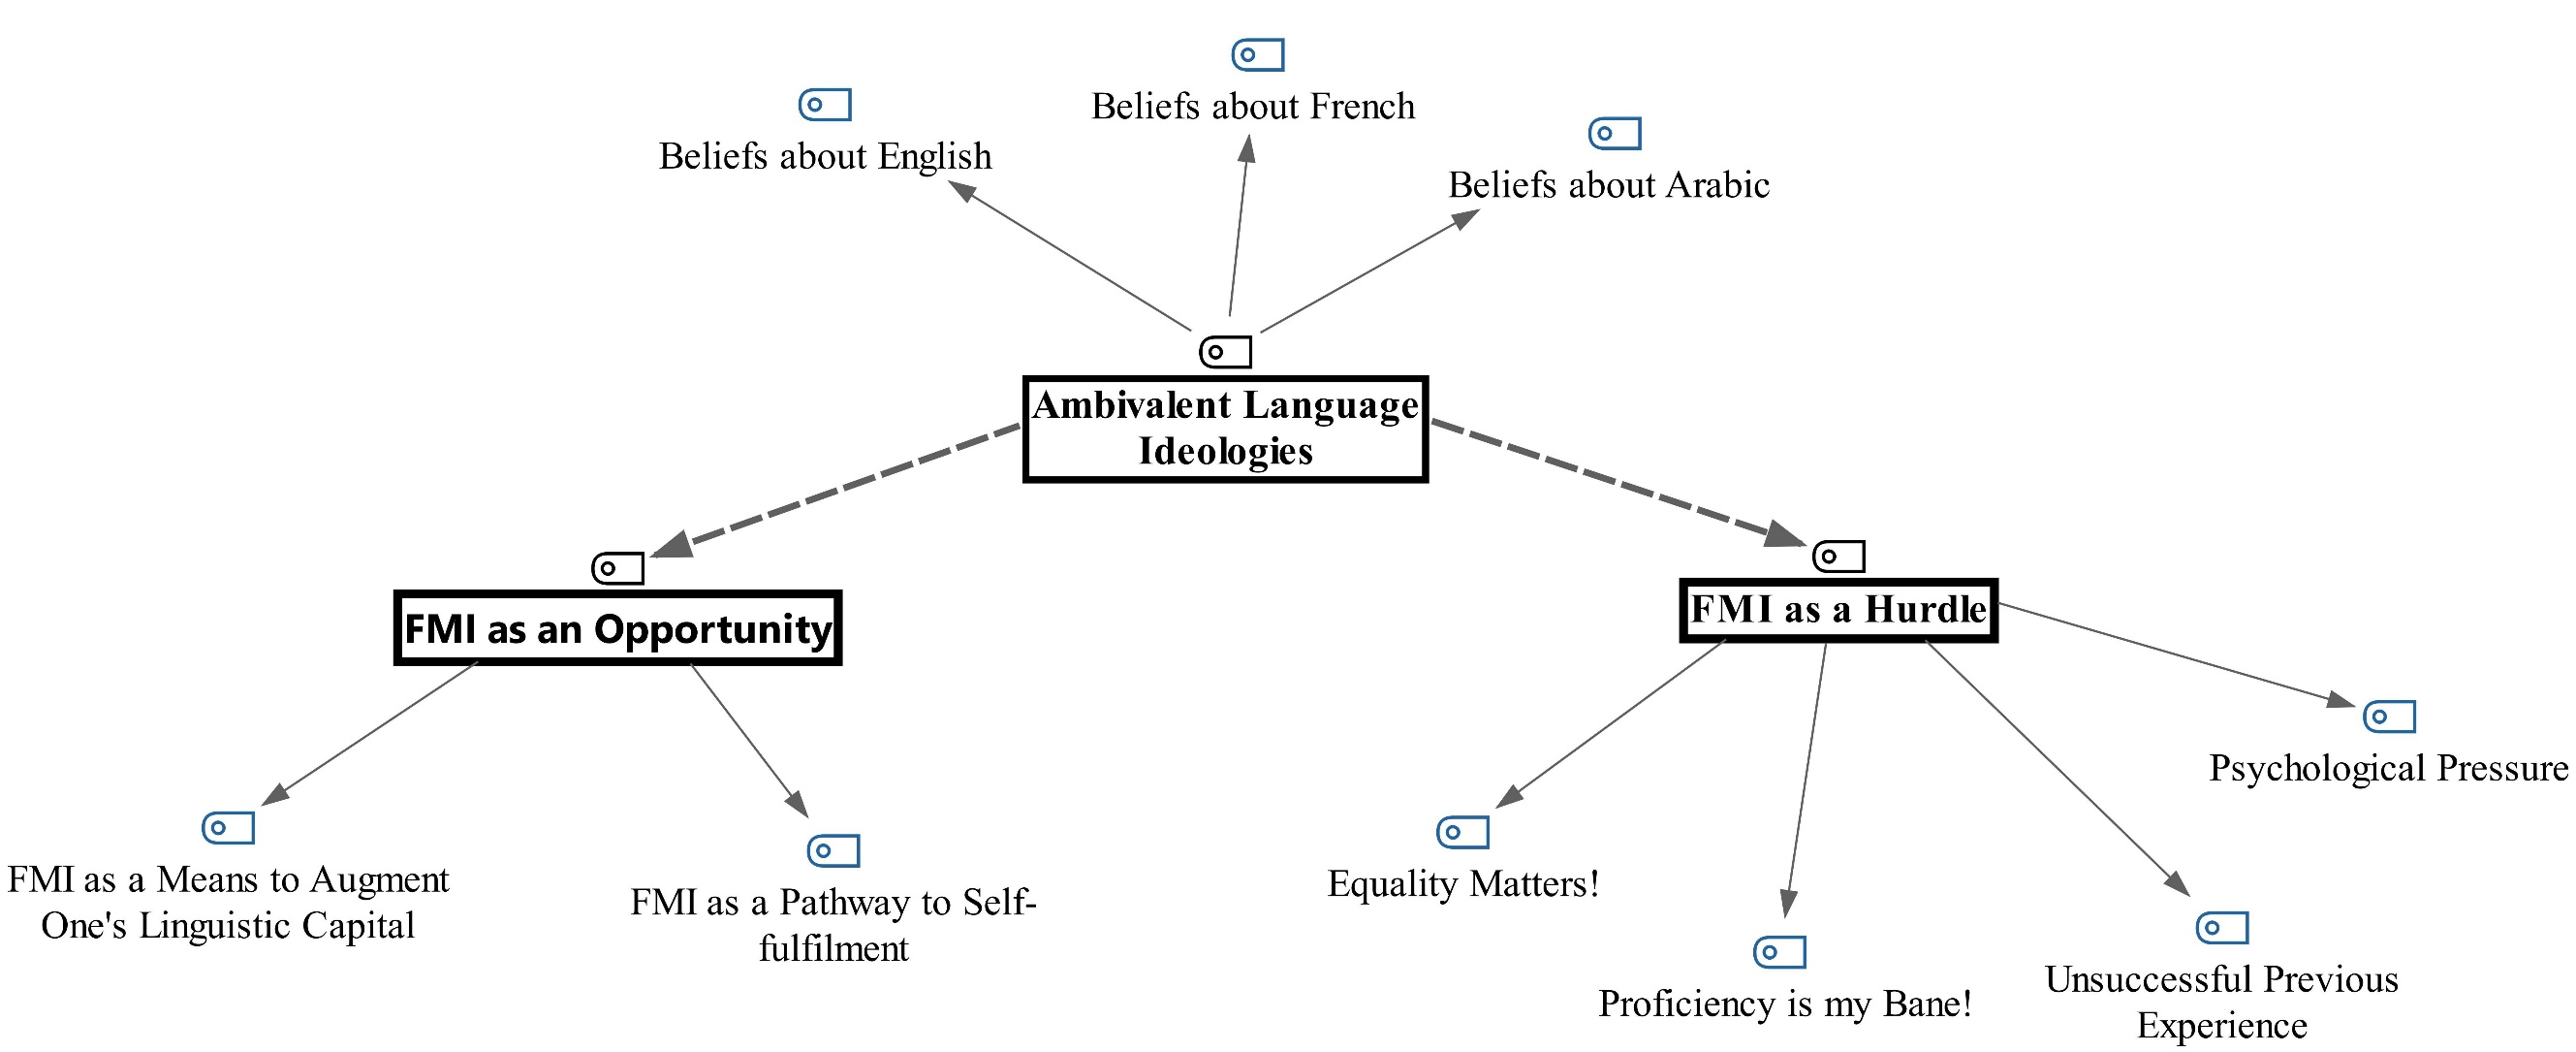 Beliefs about French
Beliefs about English
Beliefs about Arabic
Ambivalent Language
Ideologies
FMI as an Opportunity
FMI as a Hurdle
FMI as a Means to Augment
One's Linguistic Capital
FMI as a Pathway to Self-
fulfilment
Equality Matters!
Proficiency is my Bane!
Unsuccessful Previous
Experience
Psychological Pressure